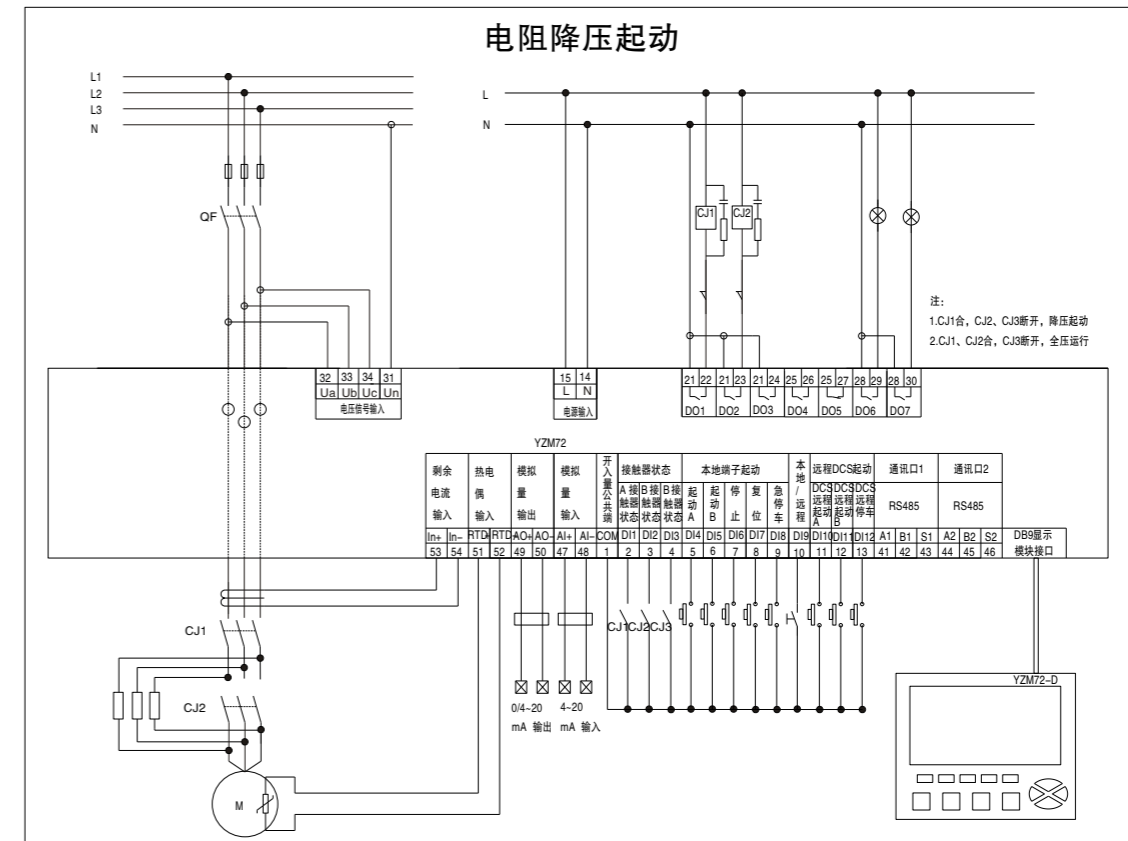 电阻降压起动
L1
L2
L3
N
L
N
QF
CJ1
CJ2
注：
1.CJ1合，CJ2、CJ3断开，降压起动
2.CJ1、CJ2合，CJ3断开，全压运行
32 33 34 31
Ua Ub Uc Un
电压信号输入
15 14
L N
电源输入
21 22 21 23 21 24 25 26 25 27 28 29 28 30
DO1 DO2 DO3 DO4 DO5 DO6 DO7
YZM72
剩余电流输入
热电偶输入
模拟量输出
模拟量输入
开入量公共端
接触器状态
A接触器状态
B接触器状态
B接触器状态
本地端子起动
起动A
起动B
停止
复位
急停车
本地/远程
远程DCS起动
DCS远程起动A
DCS远程起动B
DCS远程停车
通讯口1
RS485
通讯口2
RS485
In+ In- RTD+ RTD- AO+ AO- AI+ AI- COM DI1 DI2 DI3 DI4 DI5 DI6 DI7 DI8 DI9 DI10 DI11 DI12 A1 B1 S1 A2 B2 S2
53 54 51 52 49 50 47 48 1 2 3 4 5 6 7 8 9 10 11 12 13 41 42 43 44 45 46
DB9显示
模块接口
CJ1
CJ2
CJ1 CJ2 CJ3
0/4~20
mA 输出
4~20
mA 输入
M
YZM72-D